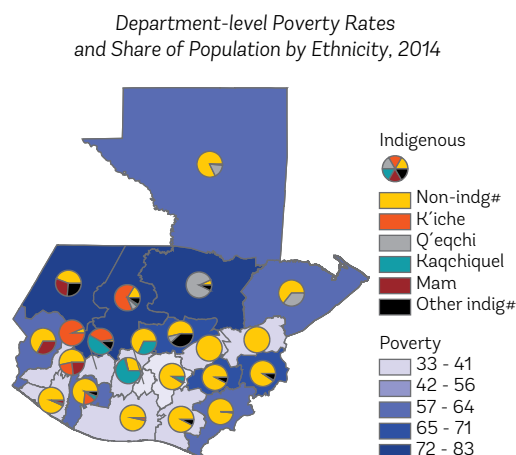 Department-level Poverty Rates
and Share of Population by Ethnicity, 2014
Indigenous
Non-indg#
K´iche
Q´eqchi
Kaqchiquel
Mam
Other indig#
Poverty
33 - 41
42 - 56
57 - 64
65 - 71
72 - 83